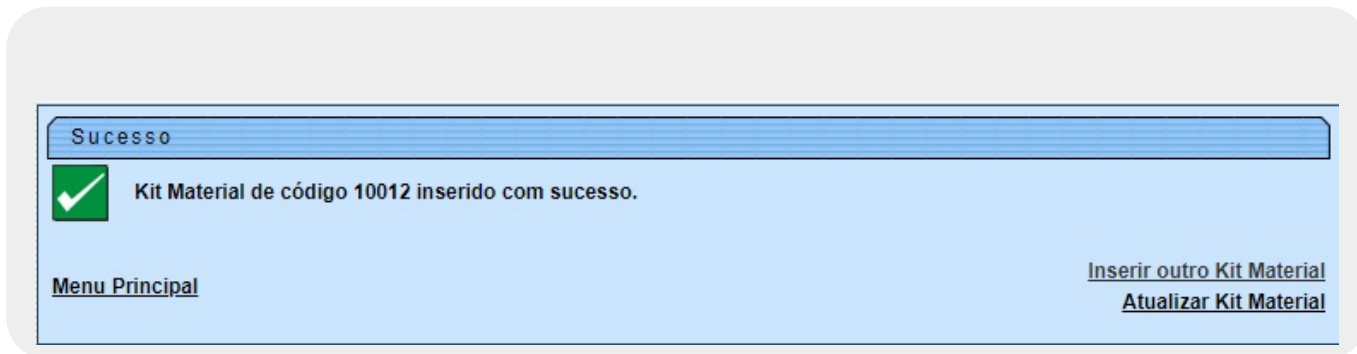 Sucesso
Kit Material de código 10012 inserido com sucesso.
Menu Principal
Inserir outro Kit Material
Atualizar Kit Material